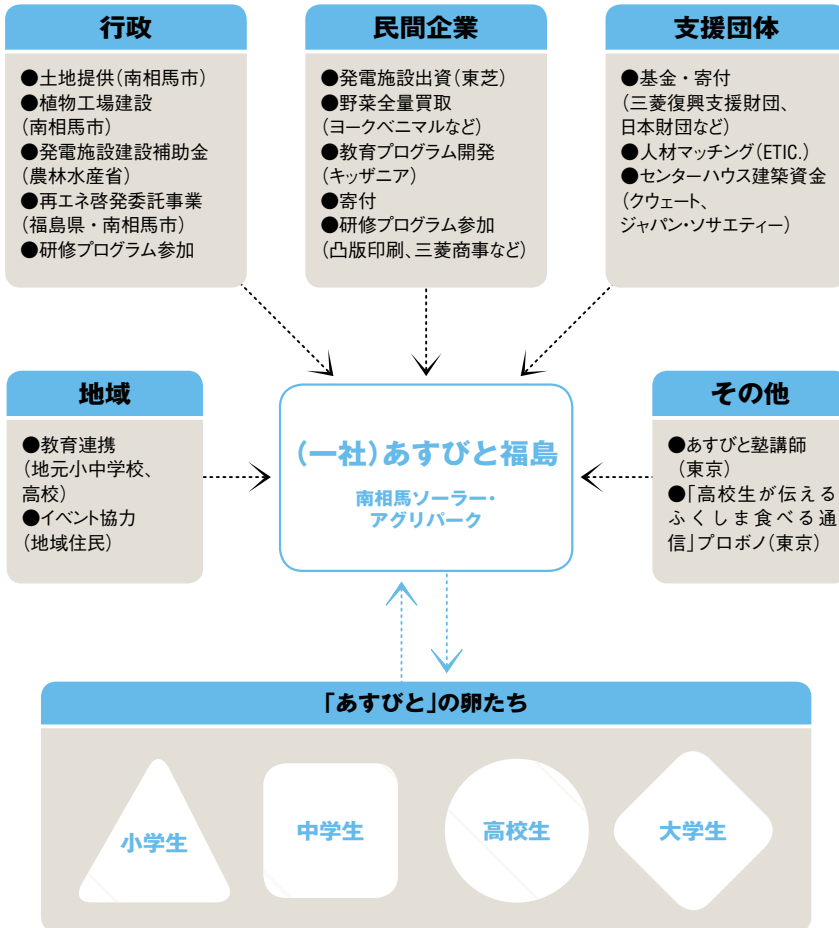 行政
●土地提供(南相馬市)
●植物工場建設
(南相馬市)
●発電施設建設補助金
(農林水産省)
●再エネ啓発委託事業
(福島県・南相馬市)
●研修プログラム参加
民間企業
●発電施設出資(東芝)
●野菜全量買取
(ヨークベニマルなど)
●教育プログラム開発
(キッザニア)
●寄付
●研修プログラム参加
(凸版印刷、三菱商事など)
支援団体
●基金・寄付
(三菱復興支援財団、
日本財団など)
●人材マッチング(ETIC.)
●センターハウス建築資金
(クウェート、
ジャパン・ソサエティー)
地域
●教育連携
(地元小中学校、
高校)
●イベント協力
(地域住民)
(一社)あすびと福島
南相馬ソーラー・
アグリパーク
その他
●あすびと塾講師
(東京)
●「高校生が伝える
ふくしま食べる通
信」プロボノ(東京)
「あすびと」の卵たち
小学生
中学生
高校生
大学生